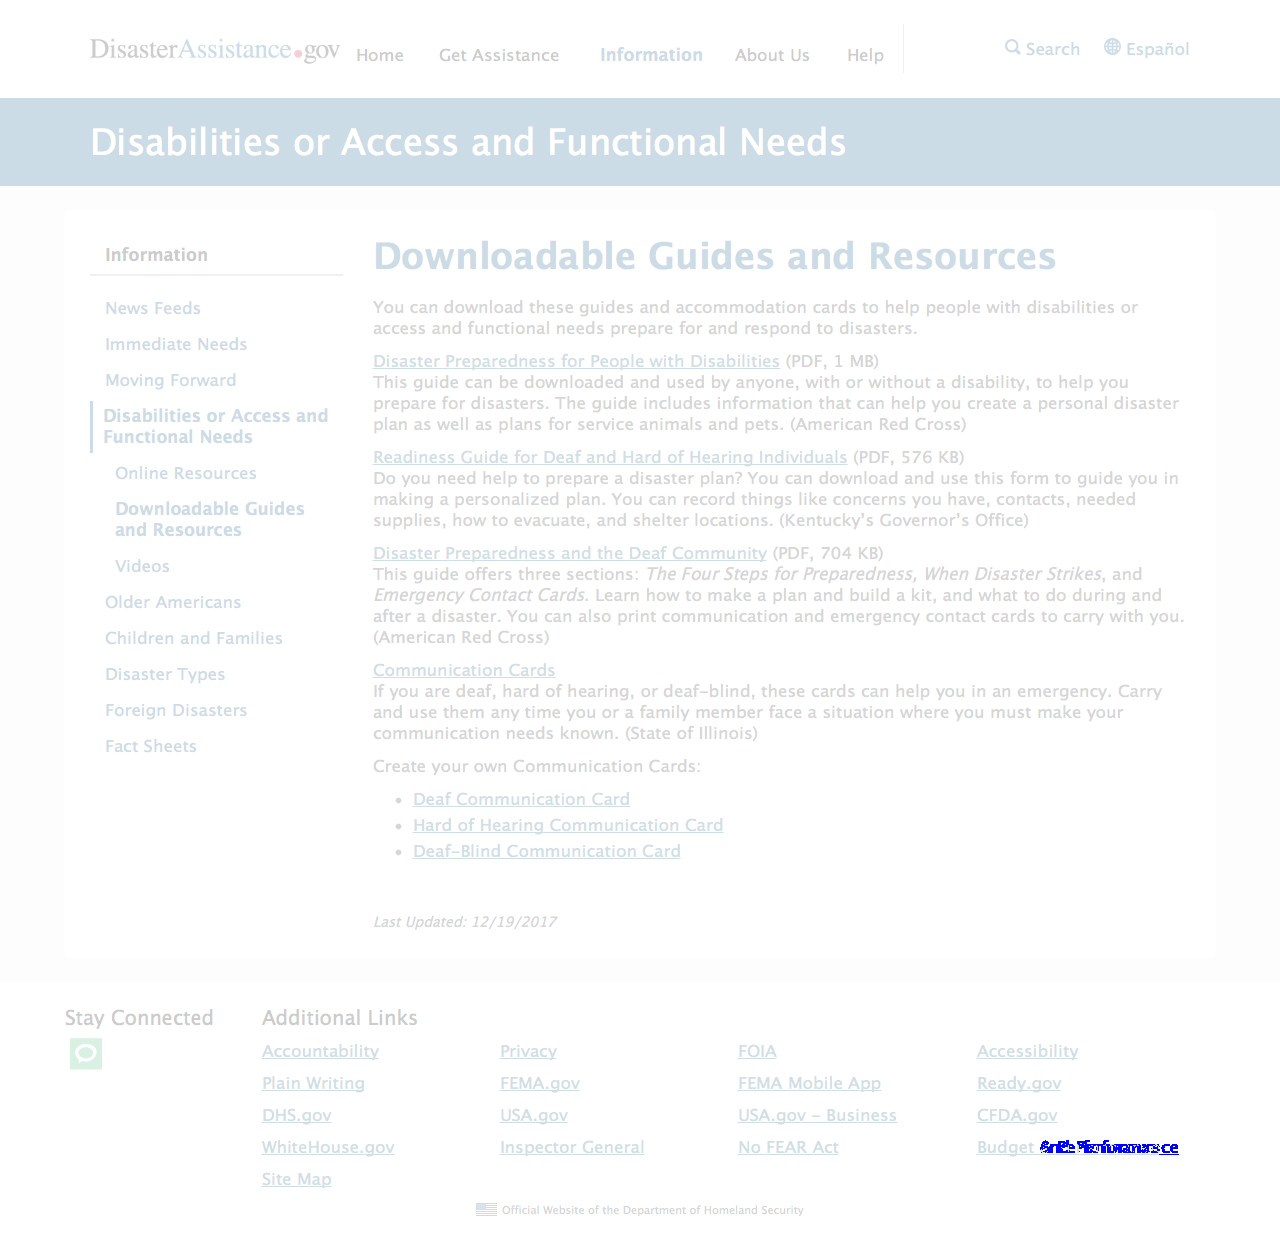 DisasterAssistance.gov
Home Get Assistance Information About Us Help
Search Español
Disabilities or Access and Functional Needs
Information
News Feeds
Immediate Needs
Moving Forward
Disabilities or Access and
Functional Needs
Online Resources
Downloadable Guides
and Resources
Videos
Older Americans
Children and Families
Disaster Types
Foreign Disasters
Fact Sheets
Downloadable Guides and Resources
You can download these guides and accommodation cards to help people with disabilities or
access and functional needs prepare for and respond to disasters.
Disaster Preparedness for People with Disabilities (PDF, 1 MB)
This guide can be downloaded and used by anyone, with or without a disability, to help you
prepare for disasters. The guide includes information that can help you create a personal disaster
plan as well as plans for service animals and pets. (American Red Cross)
Readiness Guide for Deaf and Hard of Hearing Individuals (PDF, 576 KB)
Do you need help to prepare a disaster plan? You can download and use this form to guide you in
making a personalized plan. You can record things like concerns you have, contacts, needed
supplies, how to evacuate, and shelter locations. (Kentucky's Governor's Office)
Disaster Preparedness and the Deaf Community (PDF, 704 KB)
This guide offers three sections: The Four Steps for Preparedness, When Disaster Strikes, and
Emergency Contact Cards. Learn how to make a plan and build a kit, and what to do during and
after a disaster. You can also print communication and emergency contact cards to carry with you.
(American Red Cross)
Communication Cards
If you are deaf, hard of hearing, or deaf-blind, these cards can help you in an emergency. Carry
and use them any time you or a family member face a situation where you must make your
communication needs known. (State of Illinois)
Create your own Communication Cards:
• Deaf Communication Card
• Hard of Hearing Communication Card
• Deaf-Blind Communication Card
Last Updated: 12/19/2017
Stay Connected
Additional Links
Accountability Privacy FOIA Accessibility
Plain Writing FEMA.gov FEMA Mobile App Ready.gov
DHS.gov USA.gov USA.gov - Business CFDA.gov
WhiteHouse.gov Inspector General No FEAR Act Budget
Site Map
Official Website of the Department of Homeland Security